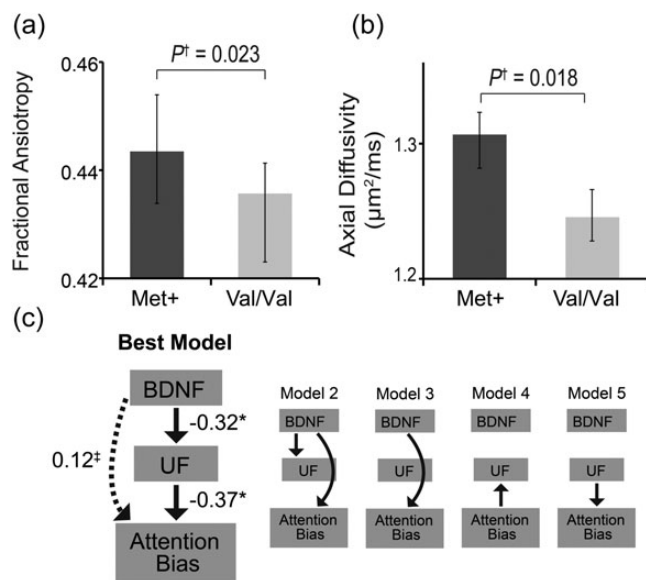 (a)
P† = 0.023
Fractional Ansiotropy
0.46
0.44
0.42
Met+ Val/Val
(b)
P† = 0.018
Axial Diffusivity
(µm²/ms)
1.3
1.2
Met+ Val/Val
(c)
Best Model
BDNF
-0.32*
0.12‡
UF
-0.37*
Attention
Bias
Model 2 Model 3 Model 4 Model 5
BDNF BDNF BDNF BDNF
UF UF UF UF
Attention Attention Attention Attention
Bias Bias Bias Bias